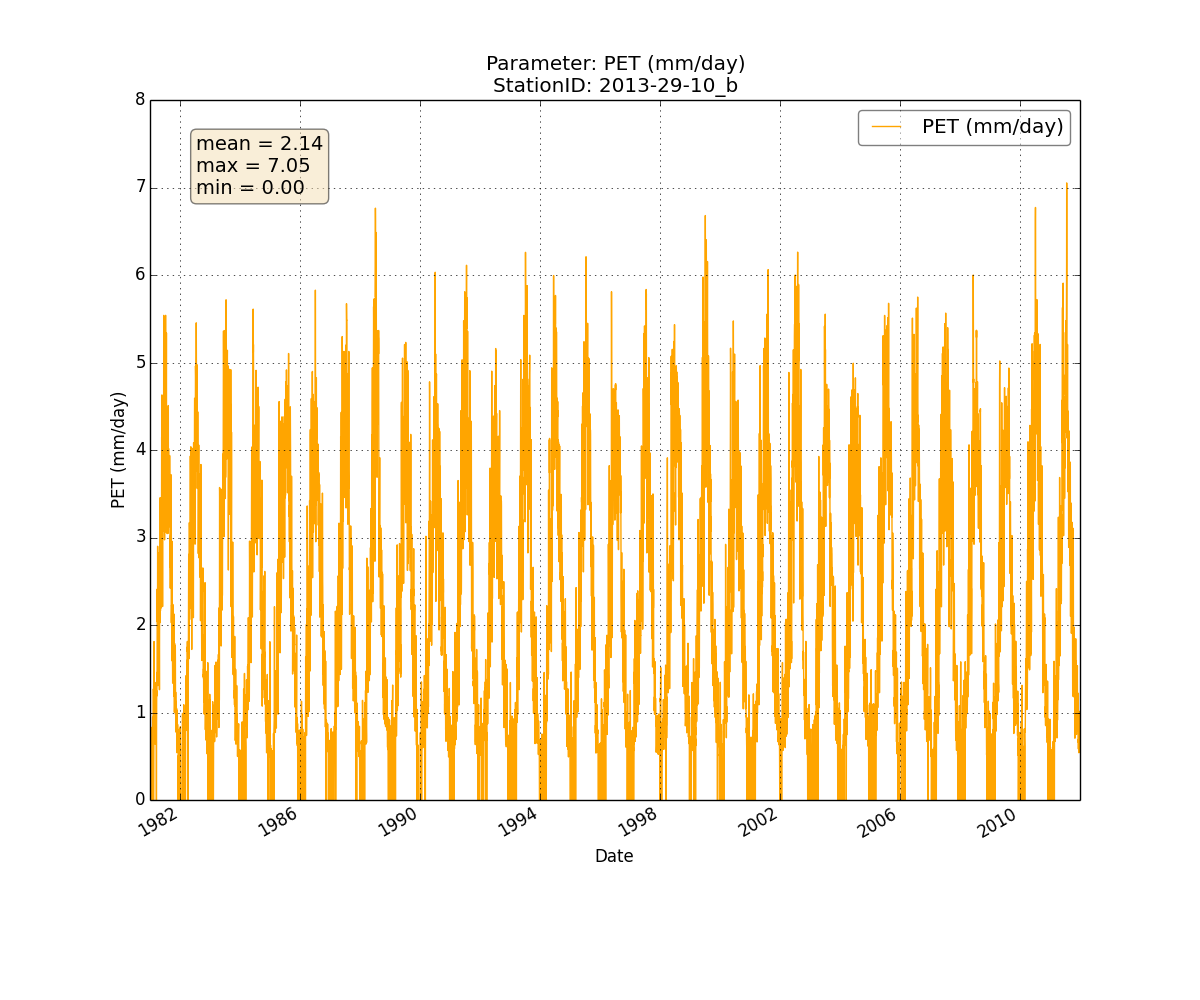 Parameter: PET (mm/day)
StationID: 2013-29-10_b
PET (mm/day)
mean = 2.14
max = 7.05
min = 0.00
8
7
6
5
4
3
2
1
0
PET (mm/day)
1982
1986
1990
1994
1998
2002
2006
2010
Date